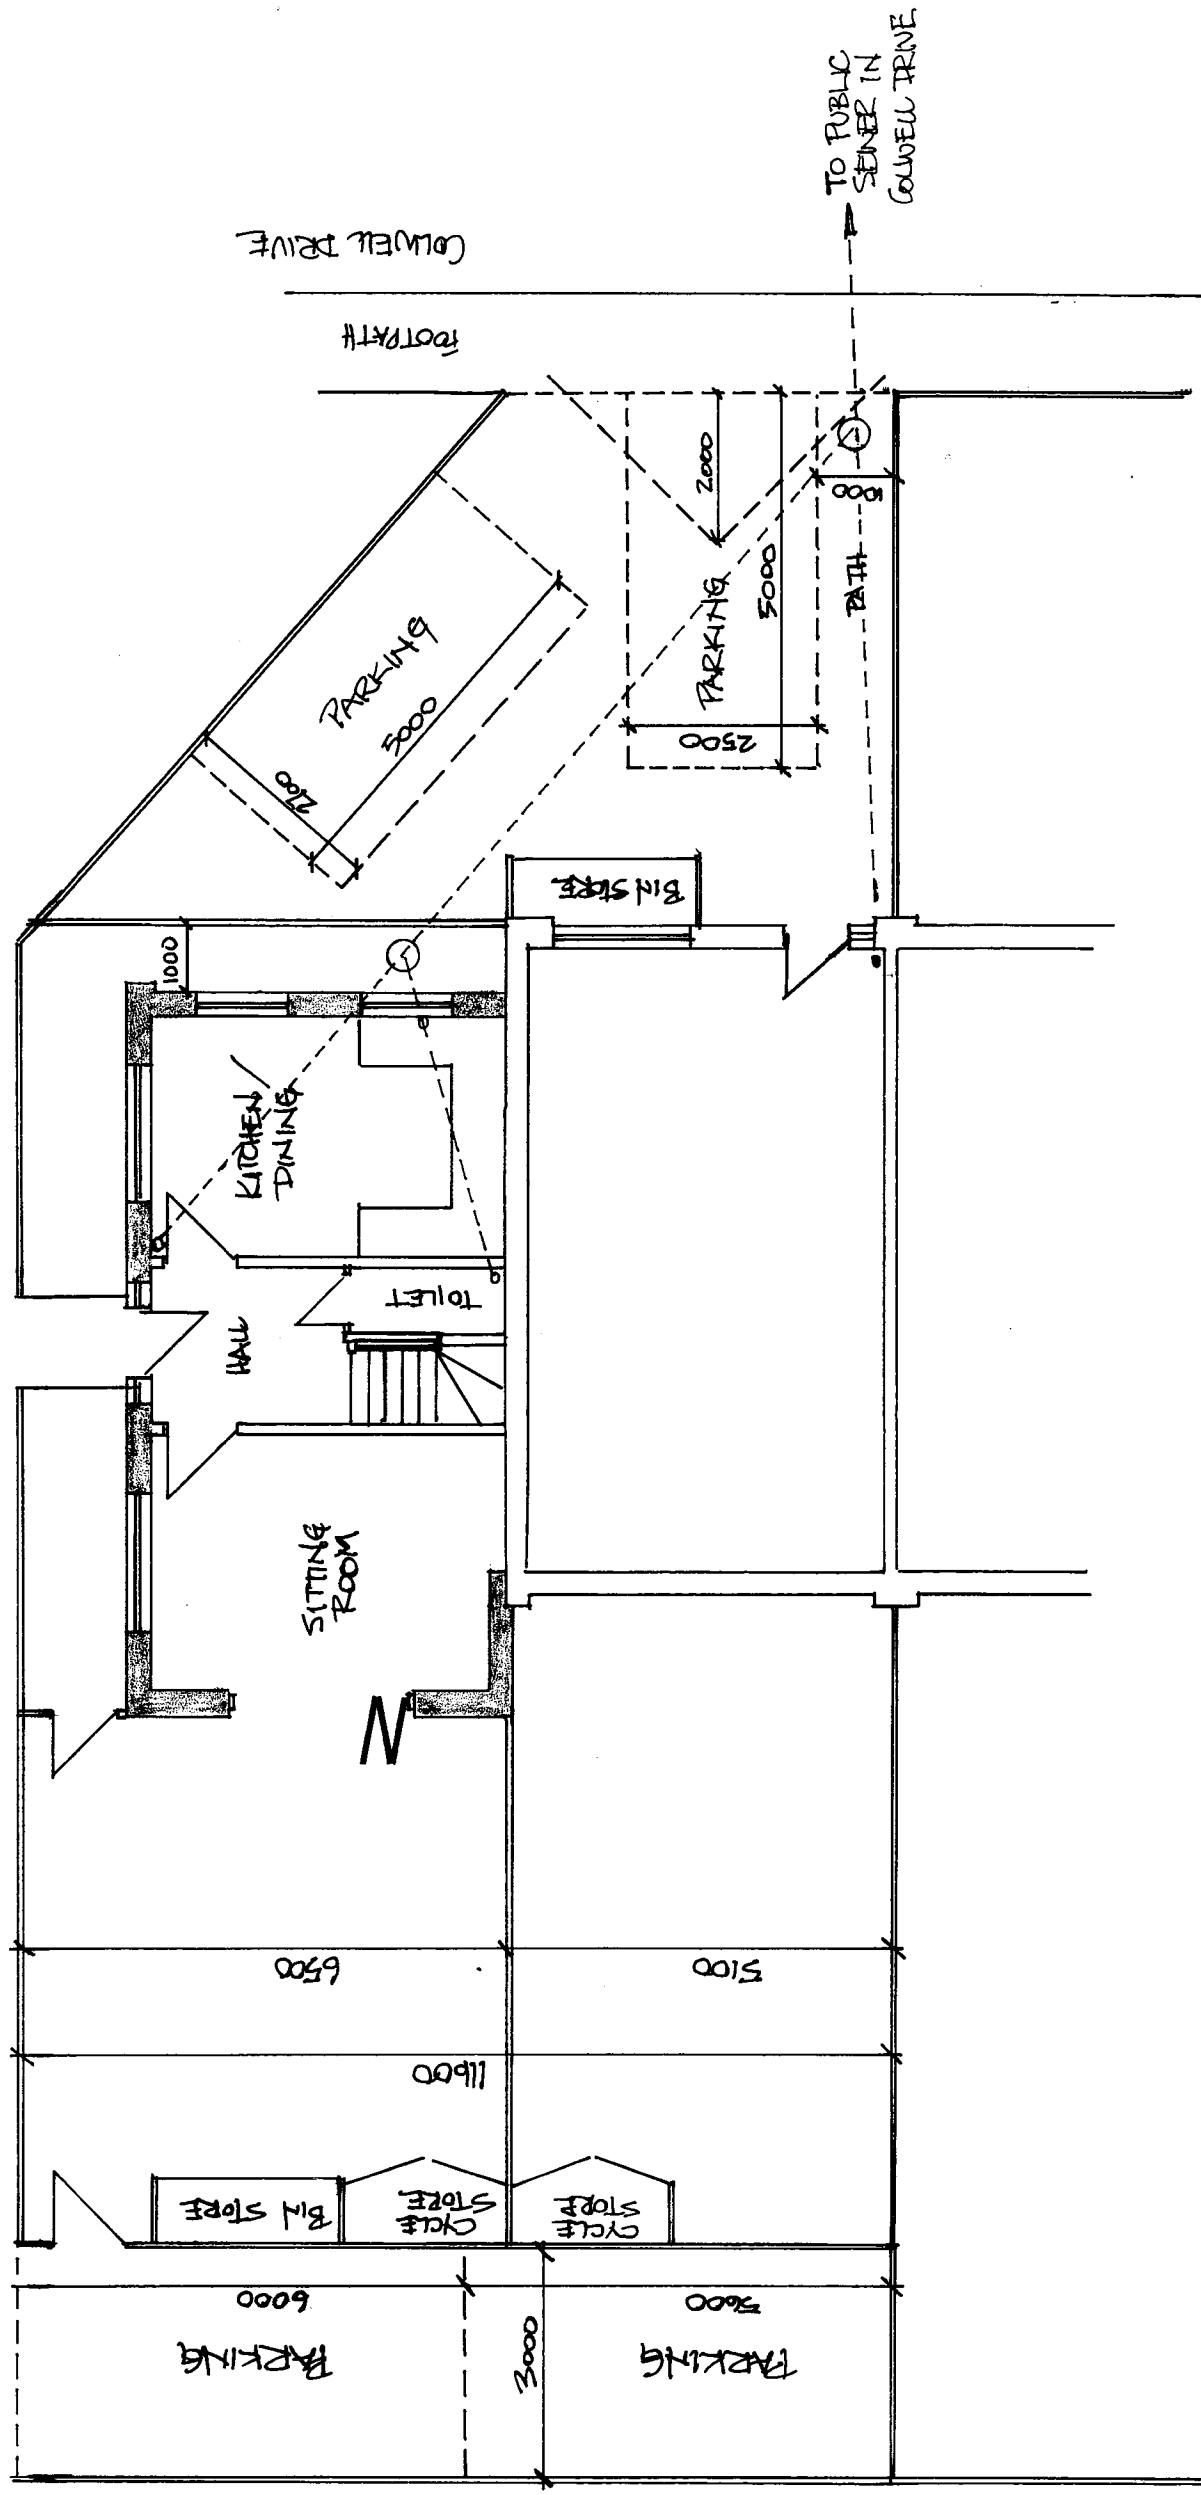 TO PUBLIC
SEWER IN
COLWELL DRIVE
COLWELL DRIVE
FOOTPATH
PARKING
5000
2700
2000
PARKING
5000
2500
PATH
BIN STORE
1000
KITCHEN/
DINING
TOILET
HALL
SITTING
ROOM
N
6500
5100
11600
BIN
STORE
CYCLE
STORE
CYCLE
STORE
6000
5600
3000
PARKING
PARKING